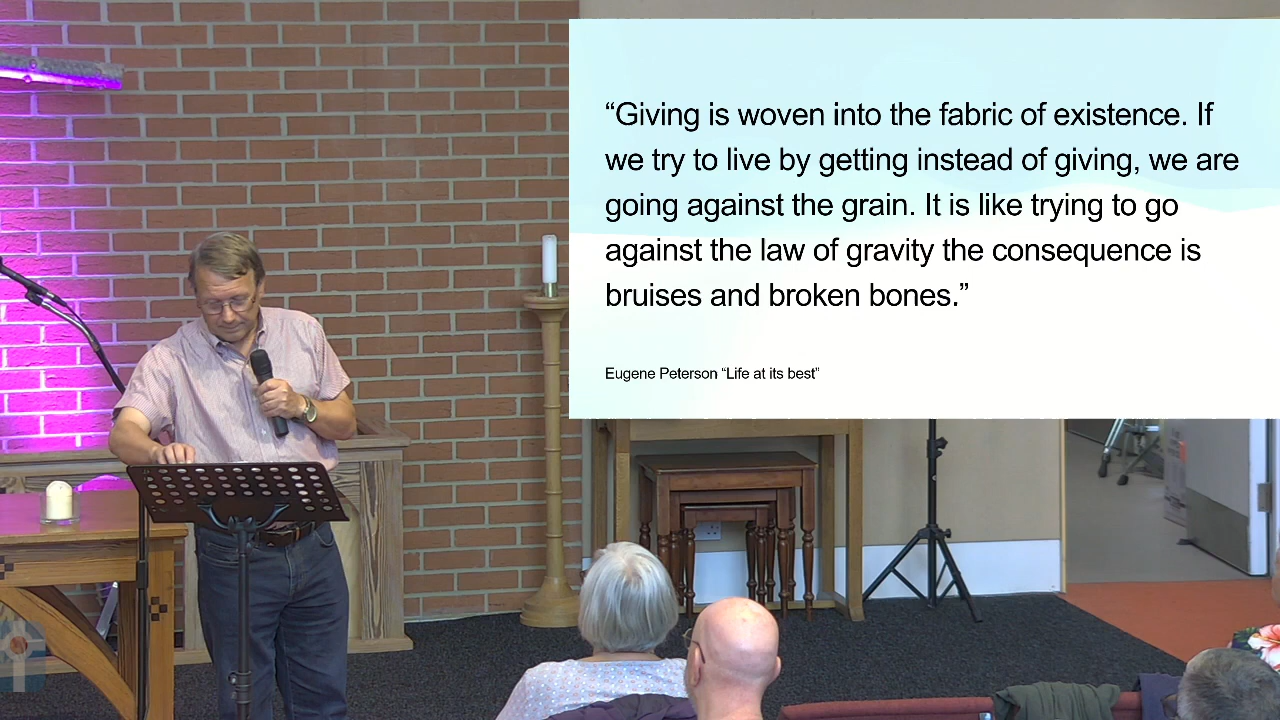 “Giving is woven into the fabric of existence. If
we try to live by getting instead of giving, we are
going against the grain. It is like trying to go
against the law of gravity the consequence is
bruises and broken bones.”
Eugene Peterson “Life at its best”